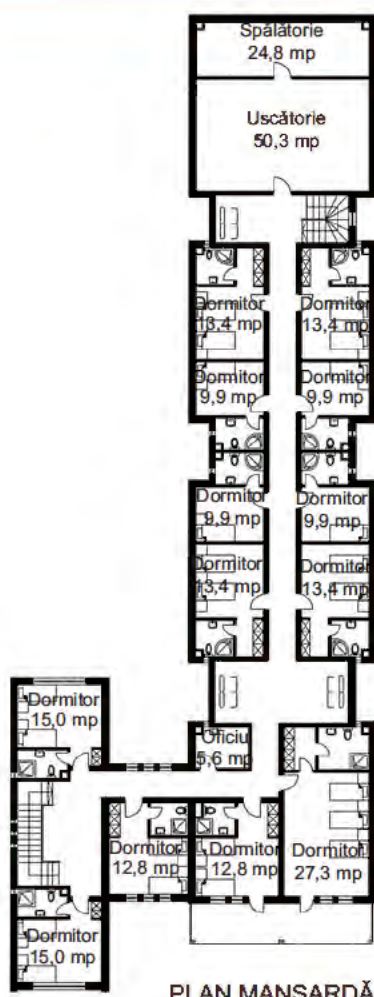 Spălătorie
24,8 mp
Uscătorie
50,3 mp
Dormitor
13,4 mp
Dormitor
13,4 mp
Dormitor
9,9 mp
Dormitor
9,9 mp
Dormitor
9,9 mp
Dormitor
9,9 mp
Dormitor
13,4 mp
Dormitor
13,4 mp
Dormitor
15,0 mp
Oficiu
5,6 mp
Dormitor
12,8 mp
Dormitor
12,8 mp
Dormitor
27,3 mp
Dormitor
15,0 mp
PLAN MANSARDĂ